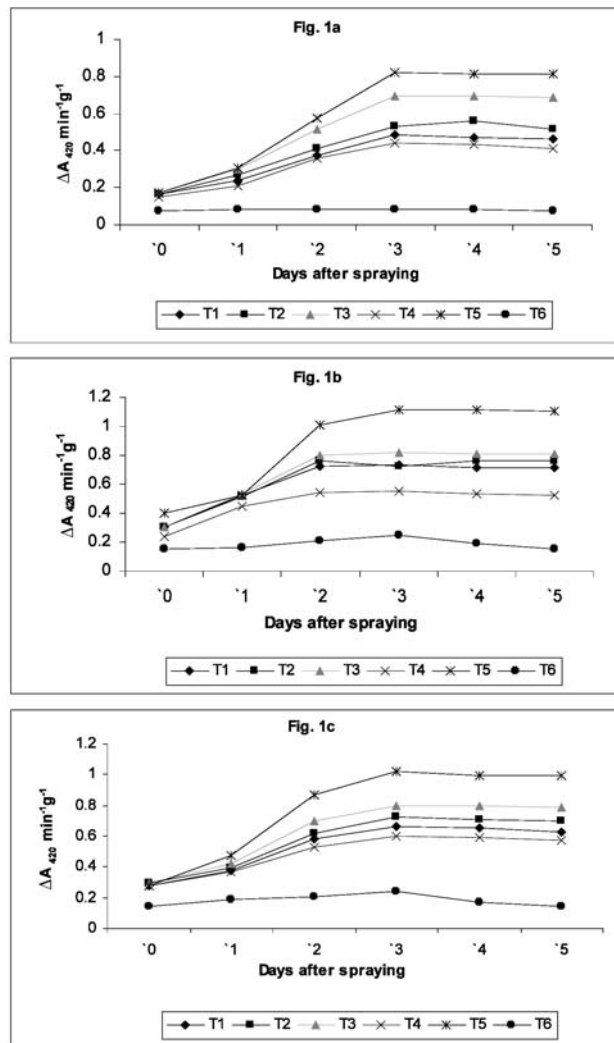 Fig. 1a
ΔA 420 min-1g-1
1
0.8
0.6
0.4
0.2
0
`0 `1 `2 `3 `4 `5
Days after spraying
T1 T2 T3 T4 T5 T6
Fig. 1b
ΔA 420 min-1g-1
1.2
1
0.8
0.6
0.4
0.2
0
`0 `1 `2 `3 `4 `5
Days after spraying
T1 T2 T3 T4 T5 T6
Fig. 1c
ΔA 420 min-1g-1
1.2
1
0.8
0.6
0.4
0.2
0
`0 `1 `2 `3 `4 `5
Days after spraying
T1 T2 T3 T4 T5 T6